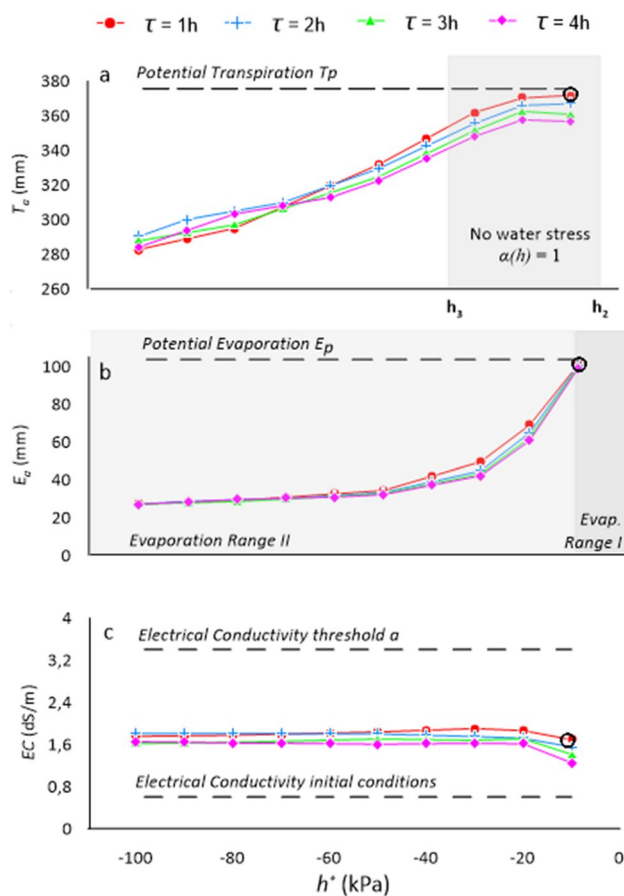 τ = 1h τ = 2h τ = 3h τ = 4h
a
Potential Transpiration Tp
380
360
340
320
300
280
260
Ta (mm)
No water stress
α(h) = 1
h3 h2
Potential Evaporation Ep
b
100
80
60
40
20
0
Ea (mm)
Evaporation Range II
Evap.
Range I
c
4
3,2
2,4
1,6
0,8
0
EC (dS/m)
Electrical Conductivity threshold a
Electrical Conductivity initial conditions
-100 -80 -60 -40 -20 0
h* (kPa)